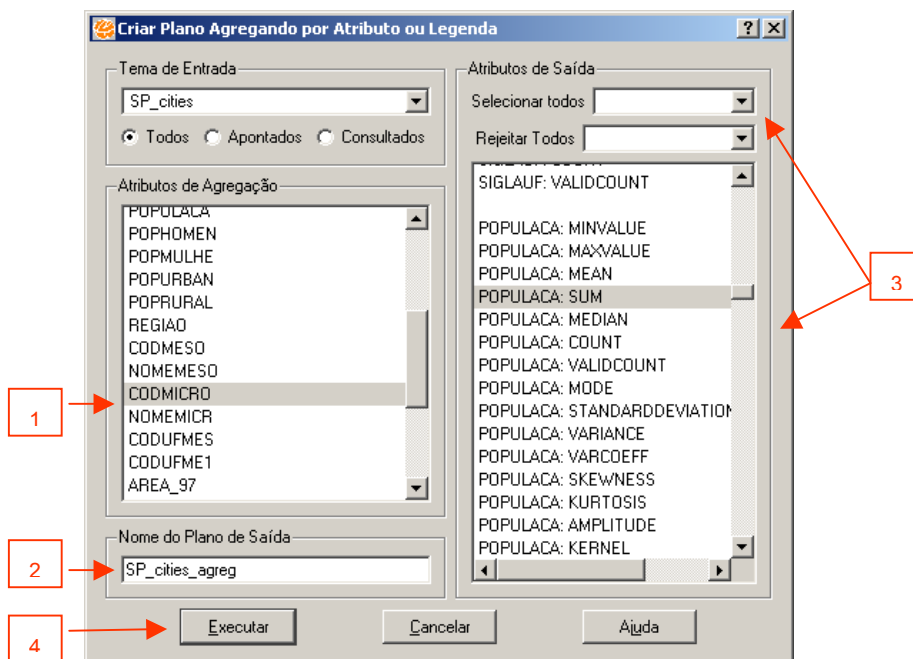 Criar Plano Agregando por Atributo ou Legenda
Tema de Entrada
SP_cities
Todos
Apontados
Consultados
Atributos de Agregação
POPULACA
POPHOMEN
POPMULHE
POPURBAN
POPRURAL
REGIAO
CODMESO
NOMEMESO
CODMICRO
NOMEMICR
CODUFMES
CODUFME1
AREA_97
Nome do Plano de Saída
SP_cities_agreg
Atributos de Saída
Selecionar todos
Rejeitar Todos
SIGLAUF: VALIDCOUNT
POPULACA: MINVALUE
POPULACA: MAXVALUE
POPULACA: MEAN
POPULACA: SUM
POPULACA: MEDIAN
POPULACA: COUNT
POPULACA: VALIDCOUNT
POPULACA: MODE
POPULACA: STANDARDDEVIATION
POPULACA: VARIANCE
POPULACA: VARCOEFF
POPULACA: SKEWNESS
POPULACA: KURTOSIS
POPULACA: AMPLITUDE
POPULACA: KERNEL
Executar
Cancelar
Ajuda
1
2
3
4